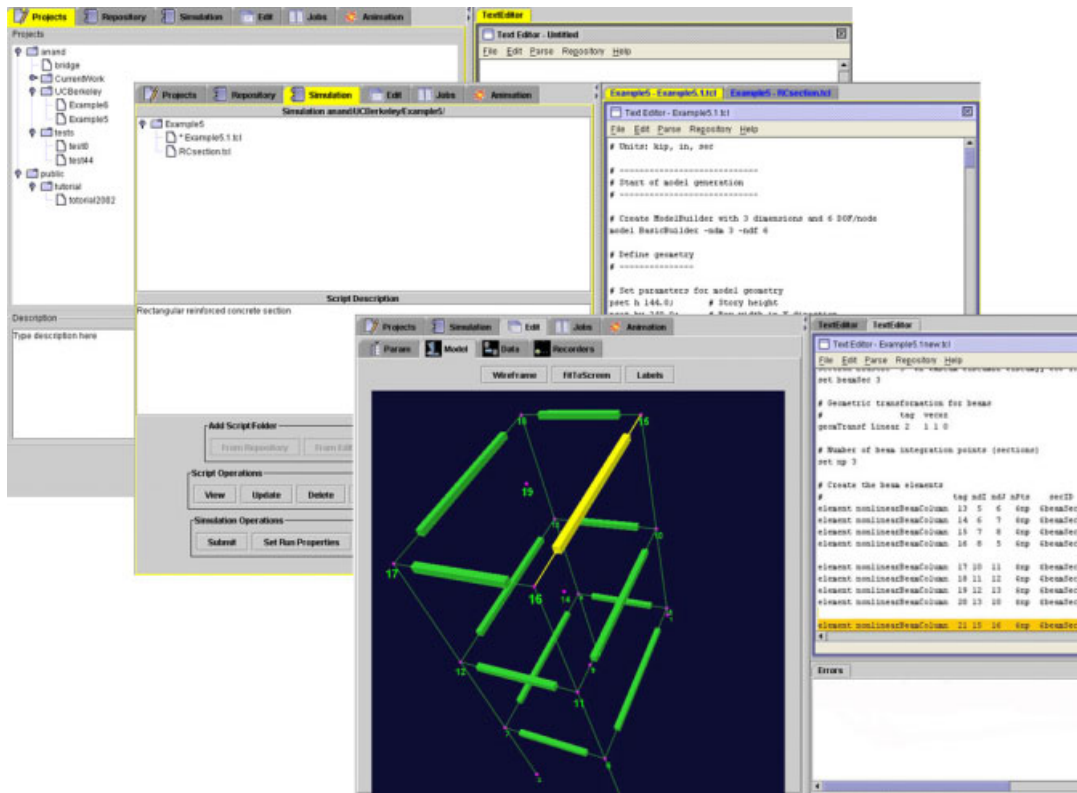 Projects Repository Simulation Edit Jobs Animation
Projects
anand
bridge
CurrentWork
UCBerkeley
Example6
Example5
tests
test8
test44
public
tutorial
totorial2002
Description
Type description here
TextEditor
Text Editor - Untitled
File Edit Parse Repository Help
Projects Repository Simulation Edit Jobs Animation
Simulation anand/UCBerkeley/Example5/
Example5
* Example5.1.tcl
RCsection.tcl
Script Description
Rectangular reinforced concrete section
Add Script/Folder
From Repository From Edit
Script Operations
View Update Delete
Simulation Operations
Submit Set Run Properties
Example5 - Example5.1.tcl Example5 - RCsection.tcl
Text Editor - Example5.1.tcl
File Edit Parse Repository Help
# Units: kip, in, sec
# ----------------------------
# Start of model generation
# ----------------------------
# Create ModelBuilder with 3 dimensions and 6 DOF/node
model BasicBuilder -ndm 3 -ndf 6
# Define geometry
# ---------------
# Set parameters for model geometry
pset h 144.0; # Story height
Projects Simulation Edit Jobs Animation
Param Model Data Recorders
WireFrame FitToScreen Labels
18
15
19
10
17
16
14
12
9
11
TextEditor TextEditor
Text Editor - Example5.1new.tcl
File Edit Parse Repository Help
set beamSec 3
# Geometric transformation for beams
# tag vecxz
geomTransf Linear 2 1 1 0
# Number of beam integration points (sections)
set np 3
# Create the beam elements
# tag ndI ndJ nPts secID
element nonlinearBeamColumn 13 5 6 $np $beamSec
element nonlinearBeamColumn 14 6 7 $np $beamSec
element nonlinearBeamColumn 15 7 8 $np $beamSec
element nonlinearBeamColumn 16 8 5 $np $beamSec
element nonlinearBeamColumn 17 10 11 $np $beamSec
element nonlinearBeamColumn 18 11 12 $np $beamSec
element nonlinearBeamColumn 19 12 13 $np $beamSec
element nonlinearBeamColumn 20 13 10 $np $beamSec
element nonlinearBeamColumn 21 15 16 $np $beamSec
Errors